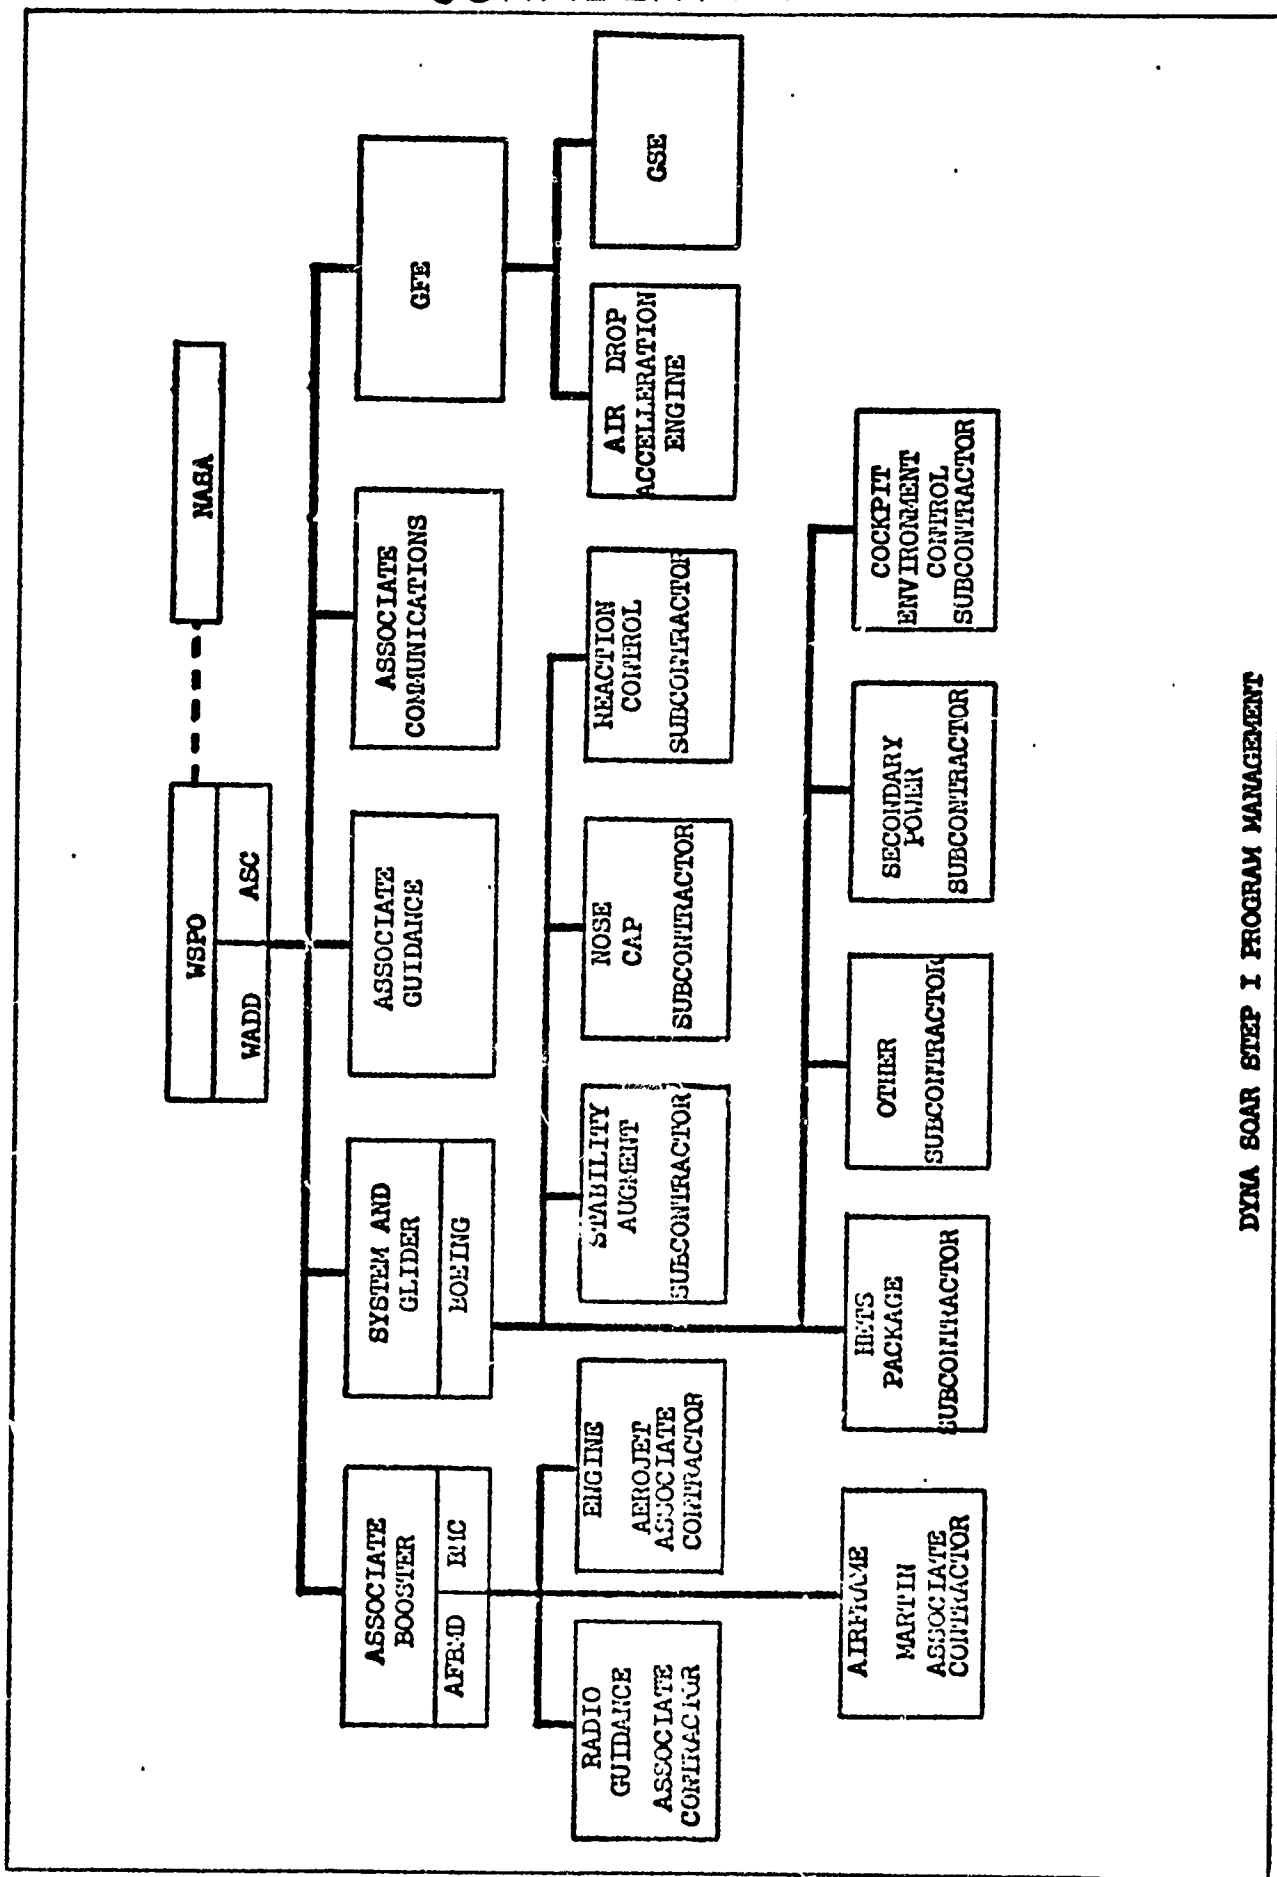 NASA
WSPO
WADD ASC
ASSOCIATE
BOOSTER
AFBMD BMC
SYSTEM AND
GLIDER
BOEING
ASSOCIATE
GUIDANCE
ASSOCIATE
COMMUNICATIONS
GFE
RADIO
GUIDANCE
ASSOCIATE
CONTRACTOR
ENGINE
AEROJET
ASSOCIATE
CONTRACTOR
STABILITY
AUGMENT
SUBCONTRACTOR
NOSE
CAP
SUBCONTRACTOR
REACTION
CONTROL
SUBCONTRACTOR
AIR DROP
ACCELLERATION
ENGINE
GSE
AIRFRAME
MARTIN
ASSOCIATE
CONTRACTOR
PACKAGE
SUBCONTRACTOR
OTHER
SUBCONTRACTOR
SECONDARY
POWER
SUBCONTRACTOR
COCKPIT
ENVIRONMENT
CONTROL
SUBCONTRACTOR
DYNA SOAR STEP I PROGRAM MANAGEMENT